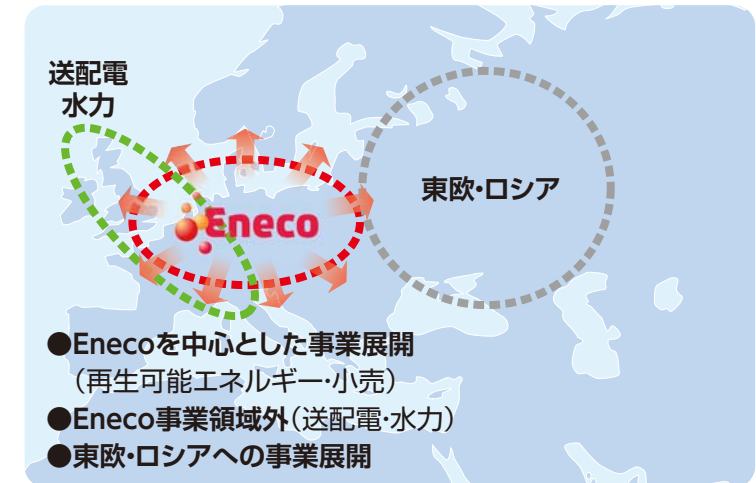 送配電
水力
東欧・ロシア
Eneco
●Enecoを中心とした事業展開
（再生可能エネルギー・小売）
●Eneco事業領域外（送配電・水力）
●東欧・ロシアへの事業展開